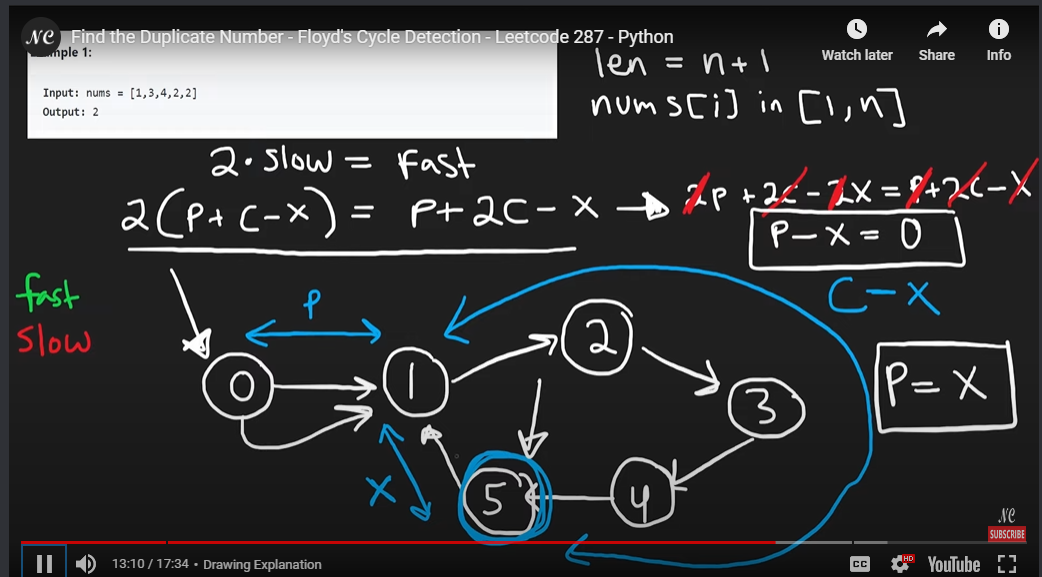 NC Find the Duplicate Number - Floyd's Cycle Detection - Leetcode 287 - Python
Watch later Share Info
mple 1:
Input: nums = [1,3,4,2,2]
Output: 2
len = n+1
nums[i] in [1,n]
2·slow = fast
2(P+C-X) = P+2C-X → 2P+2C-2X=P+2C-X
P-X=0
C-X
fast
slow
P
P=X
0
1
2
3
4
5
X
NC
SUBSCRIBE
13:10 / 17:34 • Drawing Explanation
CC HD YouTube